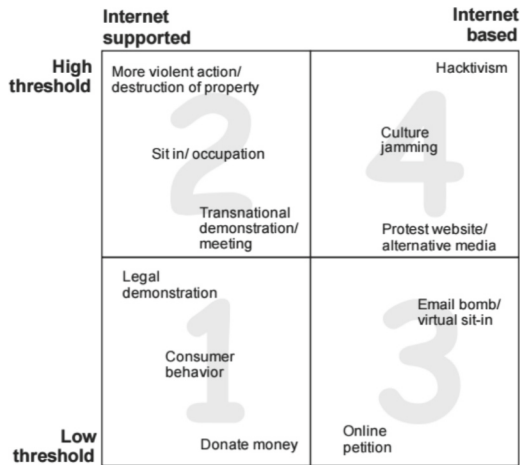 Internet
supported
Internet
based
High
threshold
More violent action/
destruction of property
Hacktivism
2
4
Sit in/ occupation
Culture
jamming
Transnational
demonstration/
meeting
Protest website/
alternative media
Legal
demonstration
Email bomb/
virtual sit-in
1
3
Consumer
behavior
Low
threshold
Donate money
Online
petition